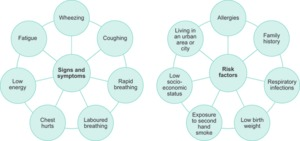 Wheezing
Coughing
Rapid
breathing
Laboured
breathing
Chest
hurts
Low
energy
Fatigue
Signs and
symptoms
Allergies
Family
history
Respiratory
infections
Low birth
weight
Exposure to
second hand
smoke
Low
socio-
economic
status
Living in
an urban
area or
city
Risk
factors